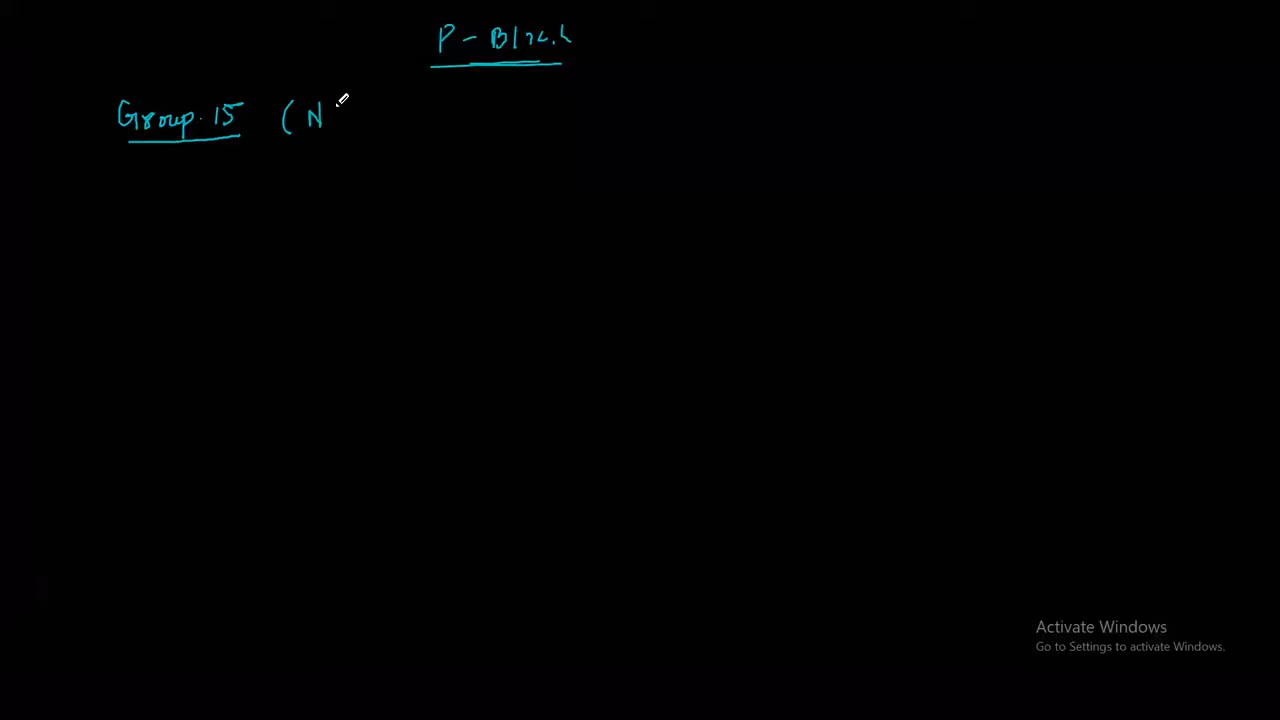 P - Block
Group. 15 ( N
Activate Windows
Go to Settings to activate Windows.